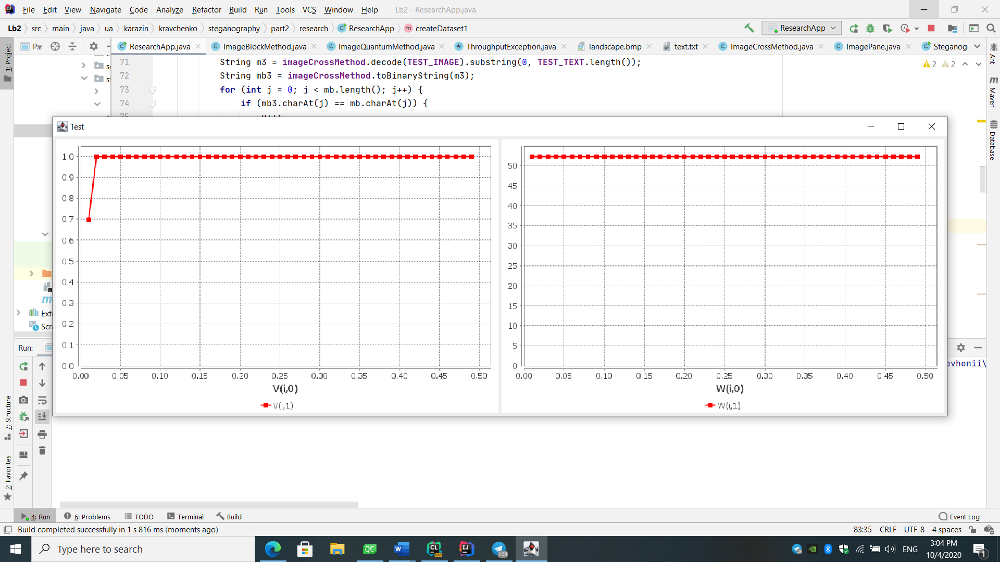 File Edit View Navigate Code Analyze Refactor Build Run Tools VCS Window Help Lb2 - ResearchApp.java
Lb2 src main java ua karazin kravchenko steganography part2 research ResearchApp createDataset1 ResearchApp
1: Project P... ResearchApp.java ImageBlockMethod.java ImageQuantumMethod.java ThroughputException.java landscape.bmp text.txt ImageCrossMethod.java ImagePane.java Steganog
71 String m3 = imageCrossMethod.decode(TEST_IMAGE).substring(0, TEST_TEXT.length());
72 String mb3 = imageCrossMethod.toBinaryString(m3);
73 for (int j = 0; j < mb.length(); j++) {
74 if (mb3.charAt(j) == mb.charAt(j)) {
2 2
Ant
Maven
Database
Test
1.0
0.9
0.8
0.7
0.6
0.5
0.4
0.3
0.2
0.1
0.0
0.00 0.05 0.10 0.15 0.20 0.25 0.30 0.35 0.40 0.45 0.50
V(i,0)
V(i,1)
50
45
40
35
30
25
20
15
10
5
0
0.00 0.05 0.10 0.15 0.20 0.25 0.30 0.35 0.40 0.45 0.50
W(i,0)
W(i,1)
Ext
Scr
Run:
evhenii\
7: Structure
2: Favorites
4: Run 6: Problems TODO Terminal Build Event Log
Build completed successfully in 1 s 816 ms (moments ago) 83:35 CRLF UTF-8 4 spaces
Type here to search
QC
W
CL
IJ
108
ENG
3:04 PM
10/4/2020
1